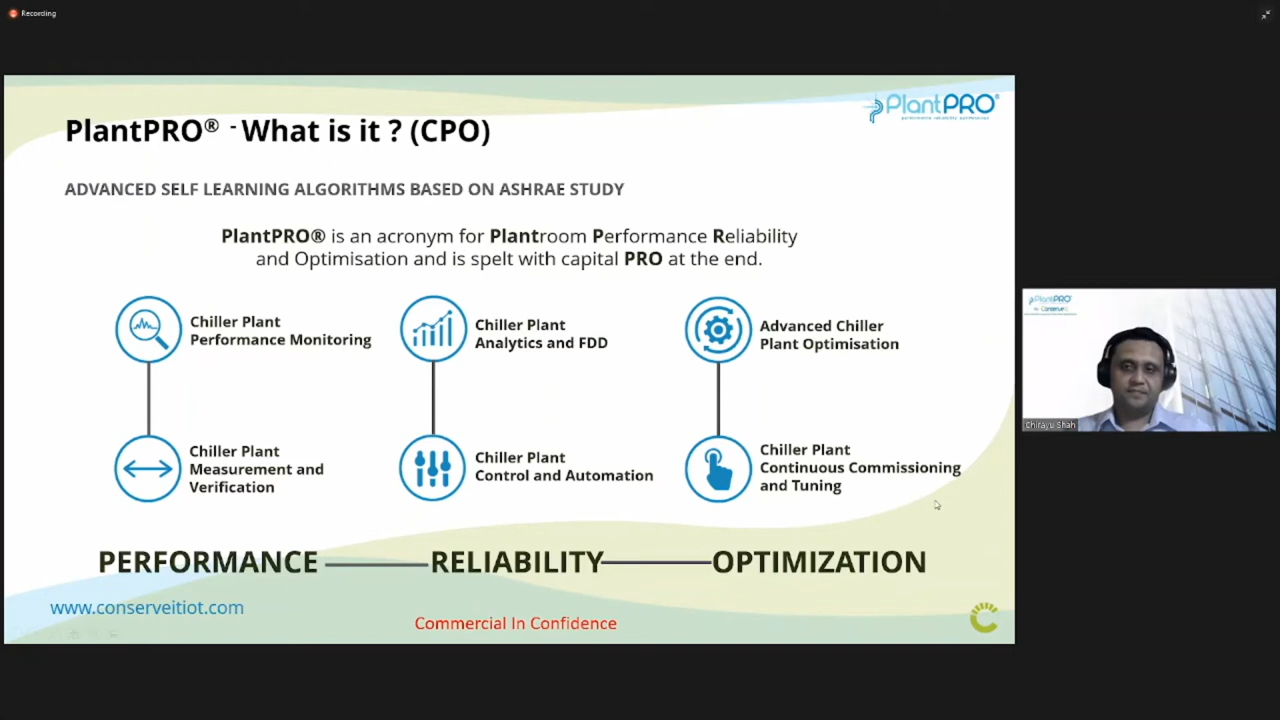 Recording
PlantPRO®
performance reliability optimisation
PlantPRO® - What is it ? (CPO)
ADVANCED SELF LEARNING ALGORITHMS BASED ON ASHRAE STUDY
PlantPRO® is an acronym for Plantroom Performance Reliability
and Optimisation and is spelt with capital PRO at the end.
Chiller Plant
Performance Monitoring
Chiller Plant
Analytics and FDD
Advanced Chiller
Plant Optimisation
Chiller Plant
Measurement and
Verification
Chiller Plant
Control and Automation
Chiller Plant
Continuous Commissioning
and Tuning
PERFORMANCE
RELIABILITY
OPTIMIZATION
www.conserveitiot.com
Commercial In Confidence
PlantPRO
Chirayu Shah